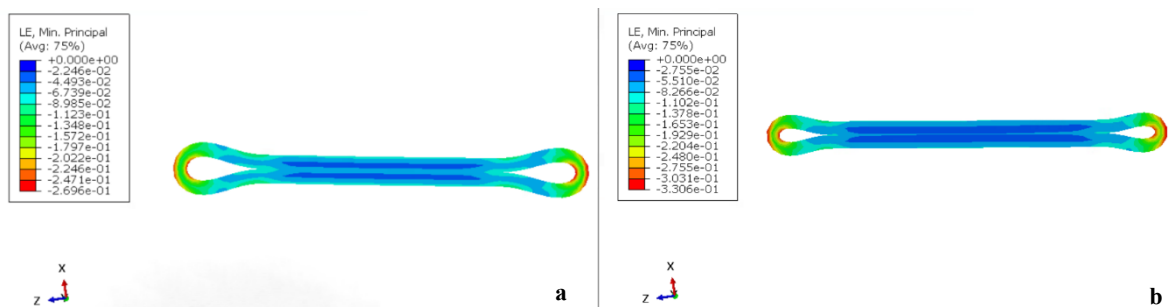 LE, Min. Principal
(Avg: 75%)
+0.000e+00
-2.246e-02
-4.493e-02
-6.739e-02
-8.985e-02
-1.123e-01
-1.348e-01
-1.572e-01
-1.797e-01
-2.022e-01
-2.246e-01
-2.471e-01
-2.696e-01
X
Z
a
LE, Min. Principal
(Avg: 75%)
+0.000e+00
-2.755e-02
-5.510e-02
-8.266e-02
-1.102e-01
-1.378e-01
-1.653e-01
-1.929e-01
-2.204e-01
-2.480e-01
-2.755e-01
-3.031e-01
-3.306e-01
X
Z
b